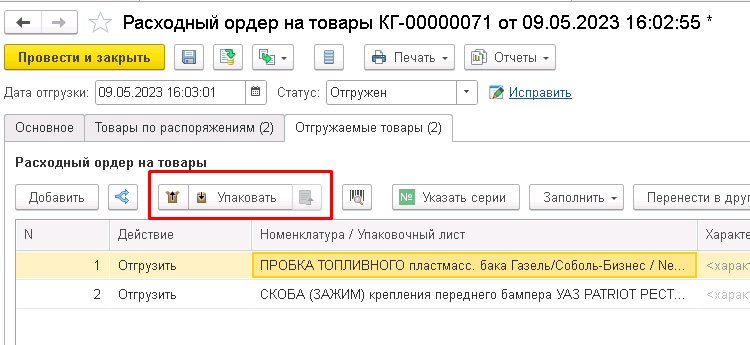 Расходный ордер на товары КГ-00000071 от 09.05.2023 16:02:55 *
Провести и закрыть Печать Отчеты
Дата отгрузки: 09.05.2023 16:03:01 Статус: Отгружен Исправить
Основное Товары по распоряжениям (2) Отгружаемые товары (2)
Расходный ордер на товары
Добавить Упаковать № Указать серии Заполнить Перенести в друг
N Действие Номенклатура / Упаковочный лист Характе
1 Отгрузить ПРОБКА ТОПЛИВНОГО пластмасс. бака Газель/Соболь-Бизнес / Ne... <харак
2 Отгрузить СКОБА (ЗАЖИМ) крепления переднего бампера УАЗ PATRIOT РЕСТ... <харак